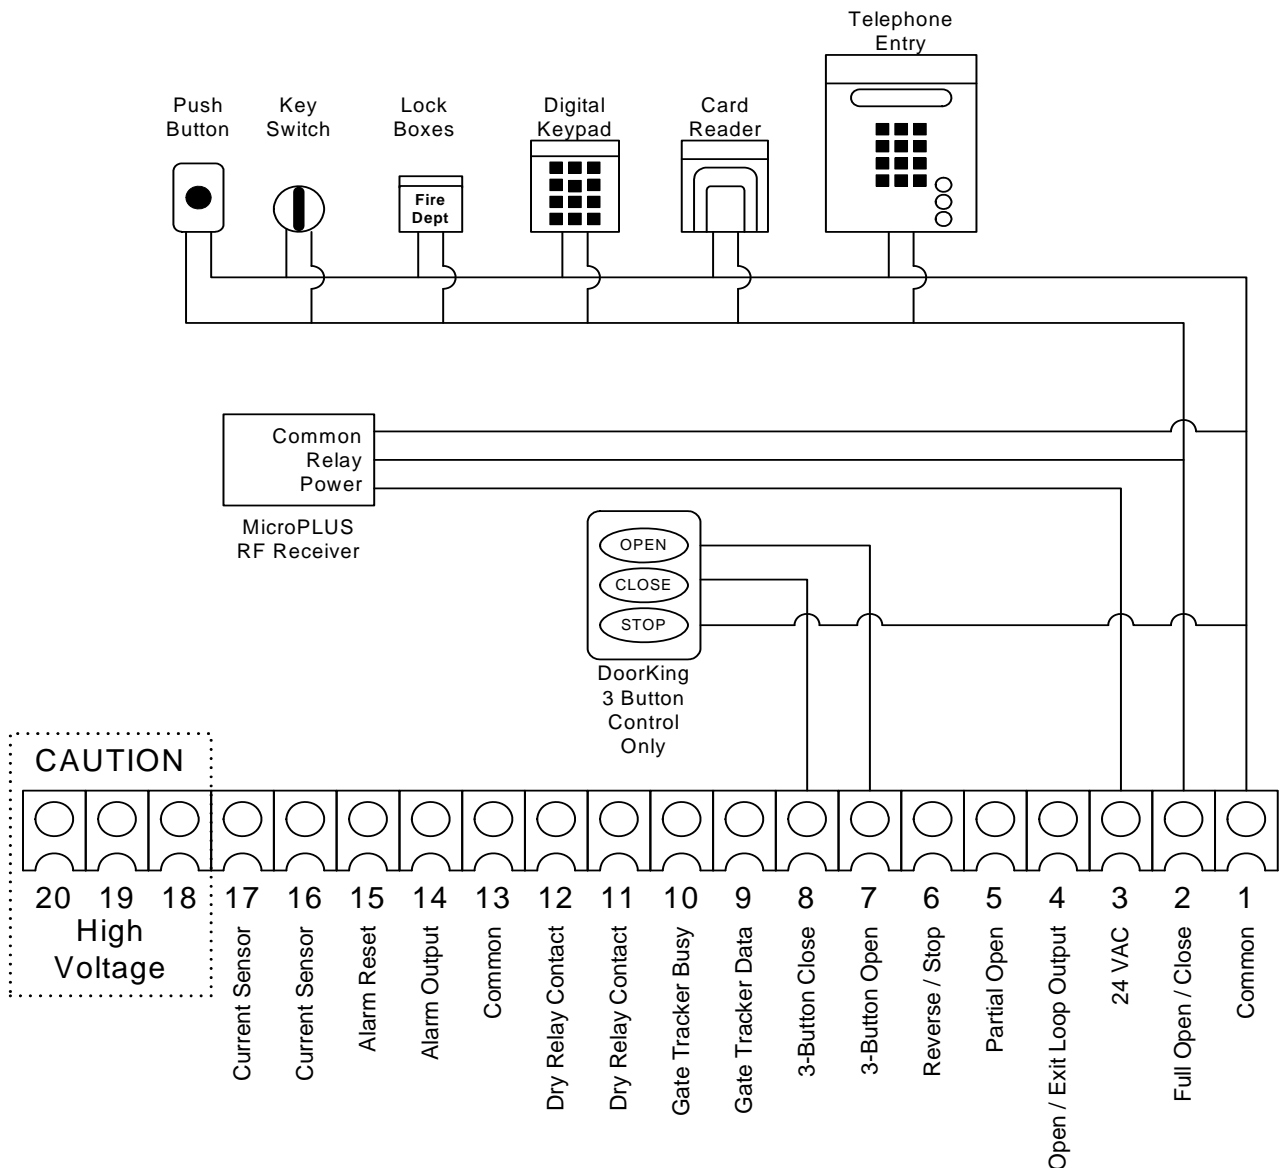 Telephone
Entry
Push
Button
Key
Switch
Lock
Boxes
Digital
Keypad
Card
Reader
Fire
Dept
Common
Relay
Power
MicroPLUS
RF Receiver
OPEN
CLOSE
STOP
DoorKing
3 Button
Control
Only
CAUTION
20 19 18 17 16 15 14 13 12 11 10 9 8 7 6 5 4 3 2 1
High
Voltage
Current Sensor
Current Sensor
Alarm Reset
Alarm Output
Common
Dry Relay Contact
Dry Relay Contact
Gate Tracker Busy
Gate Tracker Data
3-Button Close
3-Button Open
Reverse / Stop
Partial Open
Open / Exit Loop Output
24 VAC
Full Open / Close
Common